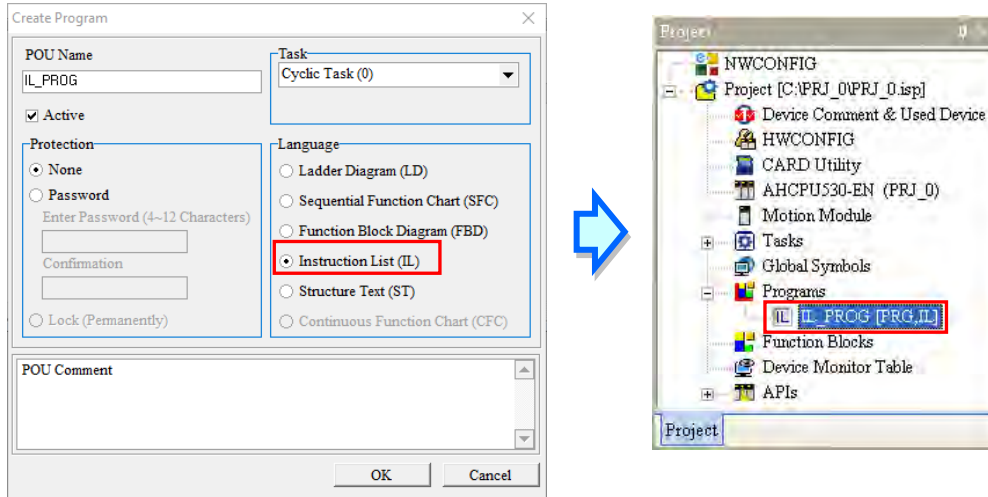 Create Program
POU Name
IL_PROG
Active
Task
Cyclic Task (0)
Protection
None
Password
Enter Password (4~12 Characters)
Confirmation
Lock (Permanently)
Language
Ladder Diagram (LD)
Sequential Function Chart (SFC)
Function Block Diagram (FBD)
Instruction List (IL)
Structure Text (ST)
Continuous Function Chart (CFC)
POU Comment
OK
Cancel
Project
NWCONFIG
Project [C:\PRJ_0\PRJ_0.isp]
Device Comment & Used Device
HWCONFIG
CARD Utility
AHCPU530-EN (PRJ_0)
Motion Module
Tasks
Global Symbols
Programs
IL IL_PROG [PRG,IL]
Function Blocks
Device Monitor Table
APIs
Project